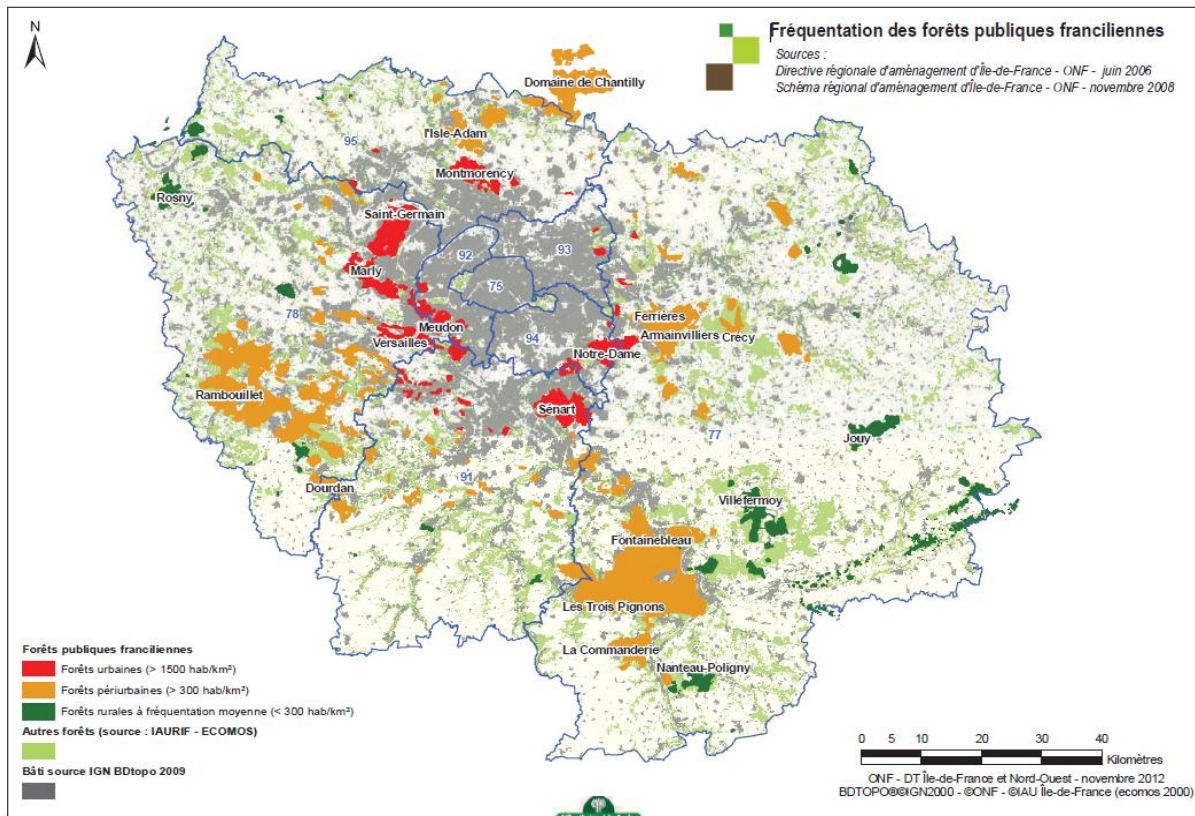 N
Fréquentation des forêts publiques franciliennes
Sources :
Directive régionale d'aménagement d'Île-de-France - ONF - juin 2006
Schéma régional d'aménagement d'Île-de-France - ONF - novembre 2008
Domaine de Chantilly
l'Isle-Adam
95
Montmorency
Rosny
Saint-Germain
92
93
Marly
75
78
Meudon
Versailles
94
Ferrières
Armainvilliers
Crécy
Notre-Dame
Rambouillet
Sénart
77
Jouy
91
Dourdan
Villefermoy
Fontainebleau
Les Trois Pignons
La Commanderie
Nanteau-Poligny
Forêts publiques franciliennes
Forêts urbaines (> 1500 hab/km²)
Forêts périurbaines (> 300 hab/km²)
Forêts rurales à fréquentation moyenne (< 300 hab/km²)
Autres forêts (source : IAURIF - ECOMOS)
Bâti source IGN BDtopo 2009
0 5 10 20 30 40
Kilomètres
ONF - DT Île-de-France et Nord-Ouest - novembre 2012
BDTOPO®©IGN2000 - ©ONF - ©IAU Île-de-France (ecomos 2000)